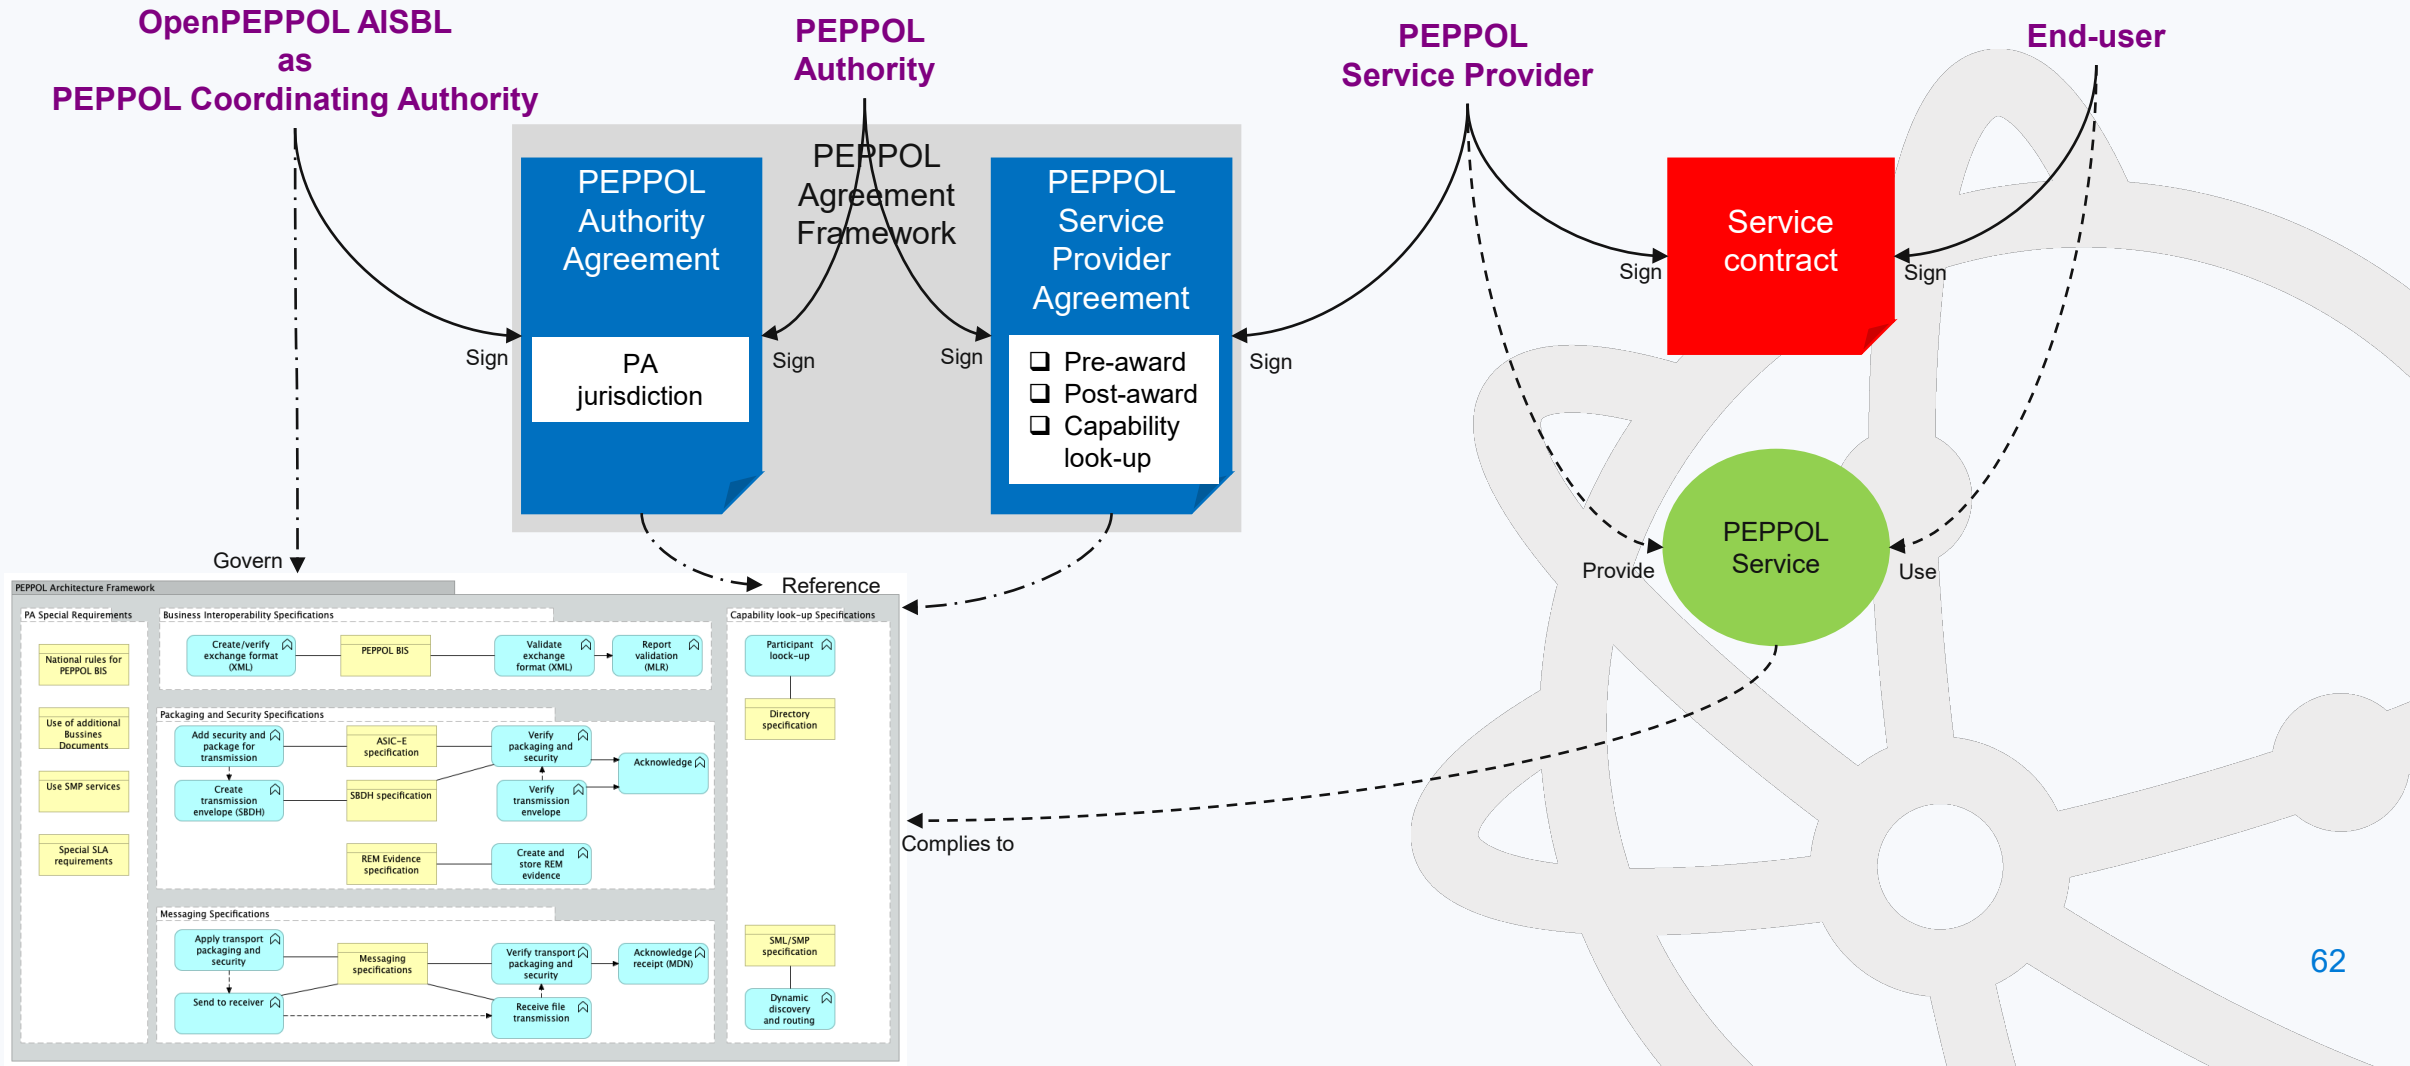 OpenPEPPOL AISBL
as
PEPPOL Coordinating Authority
PEPPOL
Authority
PEPPOL
Service Provider
End-user
PEPPOL
Agreement
Framework
PEPPOL
Authority
Agreement
PA
jurisdiction
PEPPOL
Service
Provider
Agreement
❑ Pre-award
❑ Post-award
❑ Capability
look-up
Service
contract
Sign
Sign
Sign
Sign
Sign
Sign
PEPPOL
Service
Provide
Use
Govern
Reference
Complies to
PEPPOL Architecture Framework
PA Special Requirements
National rules for
PEPPOL BIS
Use of additional
Bussines
Documents
Use SMP services
Special SLA
requirements
Business Interoperability Specifications
Create/verify
exchange format
(XML)
PEPPOL BIS
Validate
exchange
format (XML)
Report
validation
(MLR)
Packaging and Security Specifications
Add security and
package for
transmission
ASIC-E
specification
Verify
packaging and
security
Acknowledge
Create
transmission
envelope (SBDH)
SBDH specification
Verify
transmission
envelope
REM Evidence
specification
Create and
store REM
evidence
Messaging Specifications
Apply transport
packaging and
security
Messaging
specifications
Verify transport
packaging and
security
Acknowledge
receipt (MDN)
Send to receiver
Receive file
transmission
Capability look-up Specifications
Participant
loock-up
Directory
specification
SML/SMP
specification
Dynamic
discovery
and routing
62